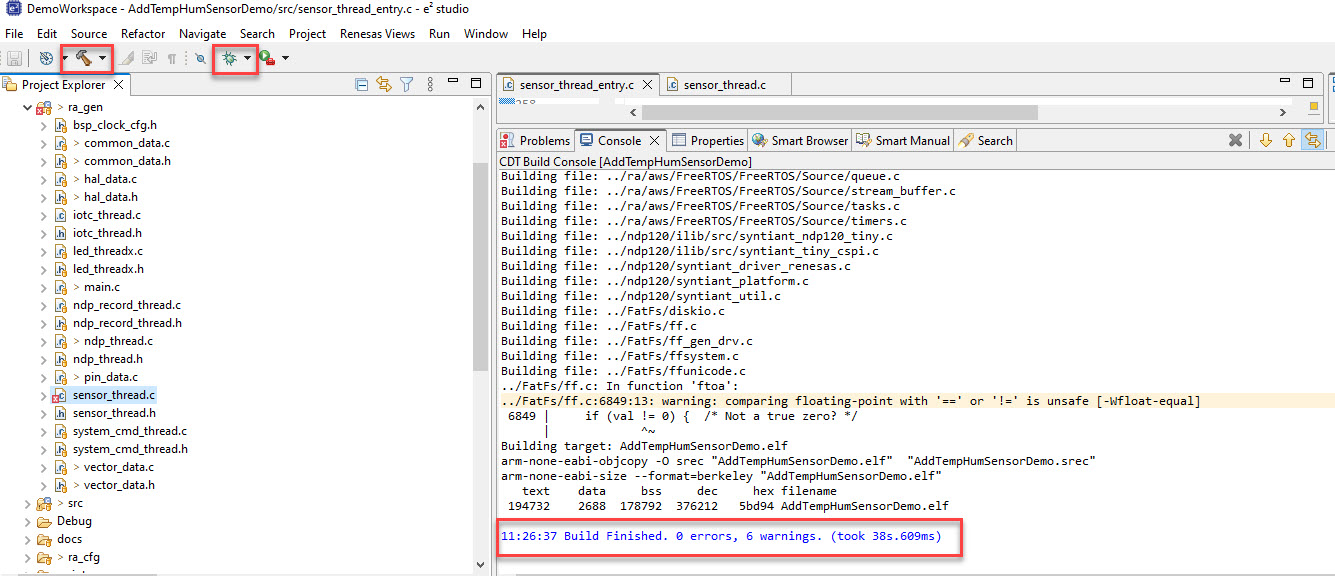 DemoWorkspace - AddTempHumSensorDemo/src/sensor_thread_entry.c - e² studio
File Edit Source Refactor Navigate Search Project Renesas Views Run Window Help
Project Explorer
> ra_gen
bsp_clock_cfg.h
> common_data.c
> common_data.h
> hal_data.c
> hal_data.h
iotc_thread.c
iotc_thread.h
led_threadx.c
led_threadx.h
> main.c
ndp_record_thread.c
ndp_record_thread.h
> ndp_thread.c
ndp_thread.h
> pin_data.c
sensor_thread.c
sensor_thread.h
system_cmd_thread.c
system_cmd_thread.h
> vector_data.c
> vector_data.h
> src
Debug
docs
> ra_cfg
sensor_thread_entry.c
sensor_thread.c
Problems Console Properties Smart Browser Smart Manual Search
CDT Build Console [AddTempHumSensorDemo]
Building file: ../ra/aws/FreeRTOS/FreeRTOS/Source/queue.c
Building file: ../ra/aws/FreeRTOS/FreeRTOS/Source/stream_buffer.c
Building file: ../ra/aws/FreeRTOS/FreeRTOS/Source/tasks.c
Building file: ../ra/aws/FreeRTOS/FreeRTOS/Source/timers.c
Building file: ../ndp120/ilib/src/syntiant_ndp120_tiny.c
Building file: ../ndp120/ilib/src/syntiant_tiny_cspi.c
Building file: ../ndp120/syntiant_driver_renesas.c
Building file: ../ndp120/syntiant_platform.c
Building file: ../ndp120/syntiant_util.c
Building file: ../FatFs/diskio.c
Building file: ../FatFs/ff.c
Building file: ../FatFs/ff_gen_drv.c
Building file: ../FatFs/ffsystem.c
Building file: ../FatFs/ffunicode.c
../FatFs/ff.c: In function 'ftoa':
../FatFs/ff.c:6849:13: warning: comparing floating-point with '==' or '!=' is unsafe [-Wfloat-equal]
6849 | if (val != 0) { /* Not a true zero? */
| ^~
Building target: AddTempHumSensorDemo.elf
arm-none-eabi-objcopy -O srec "AddTempHumSensorDemo.elf" "AddTempHumSensorDemo.srec"
arm-none-eabi-size --format=berkeley "AddTempHumSensorDemo.elf"
text data bss dec hex filename
194732 2688 178792 376212 5bd94 AddTempHumSensorDemo.elf
11:26:37 Build Finished. 0 errors, 6 warnings. (took 38s.609ms)